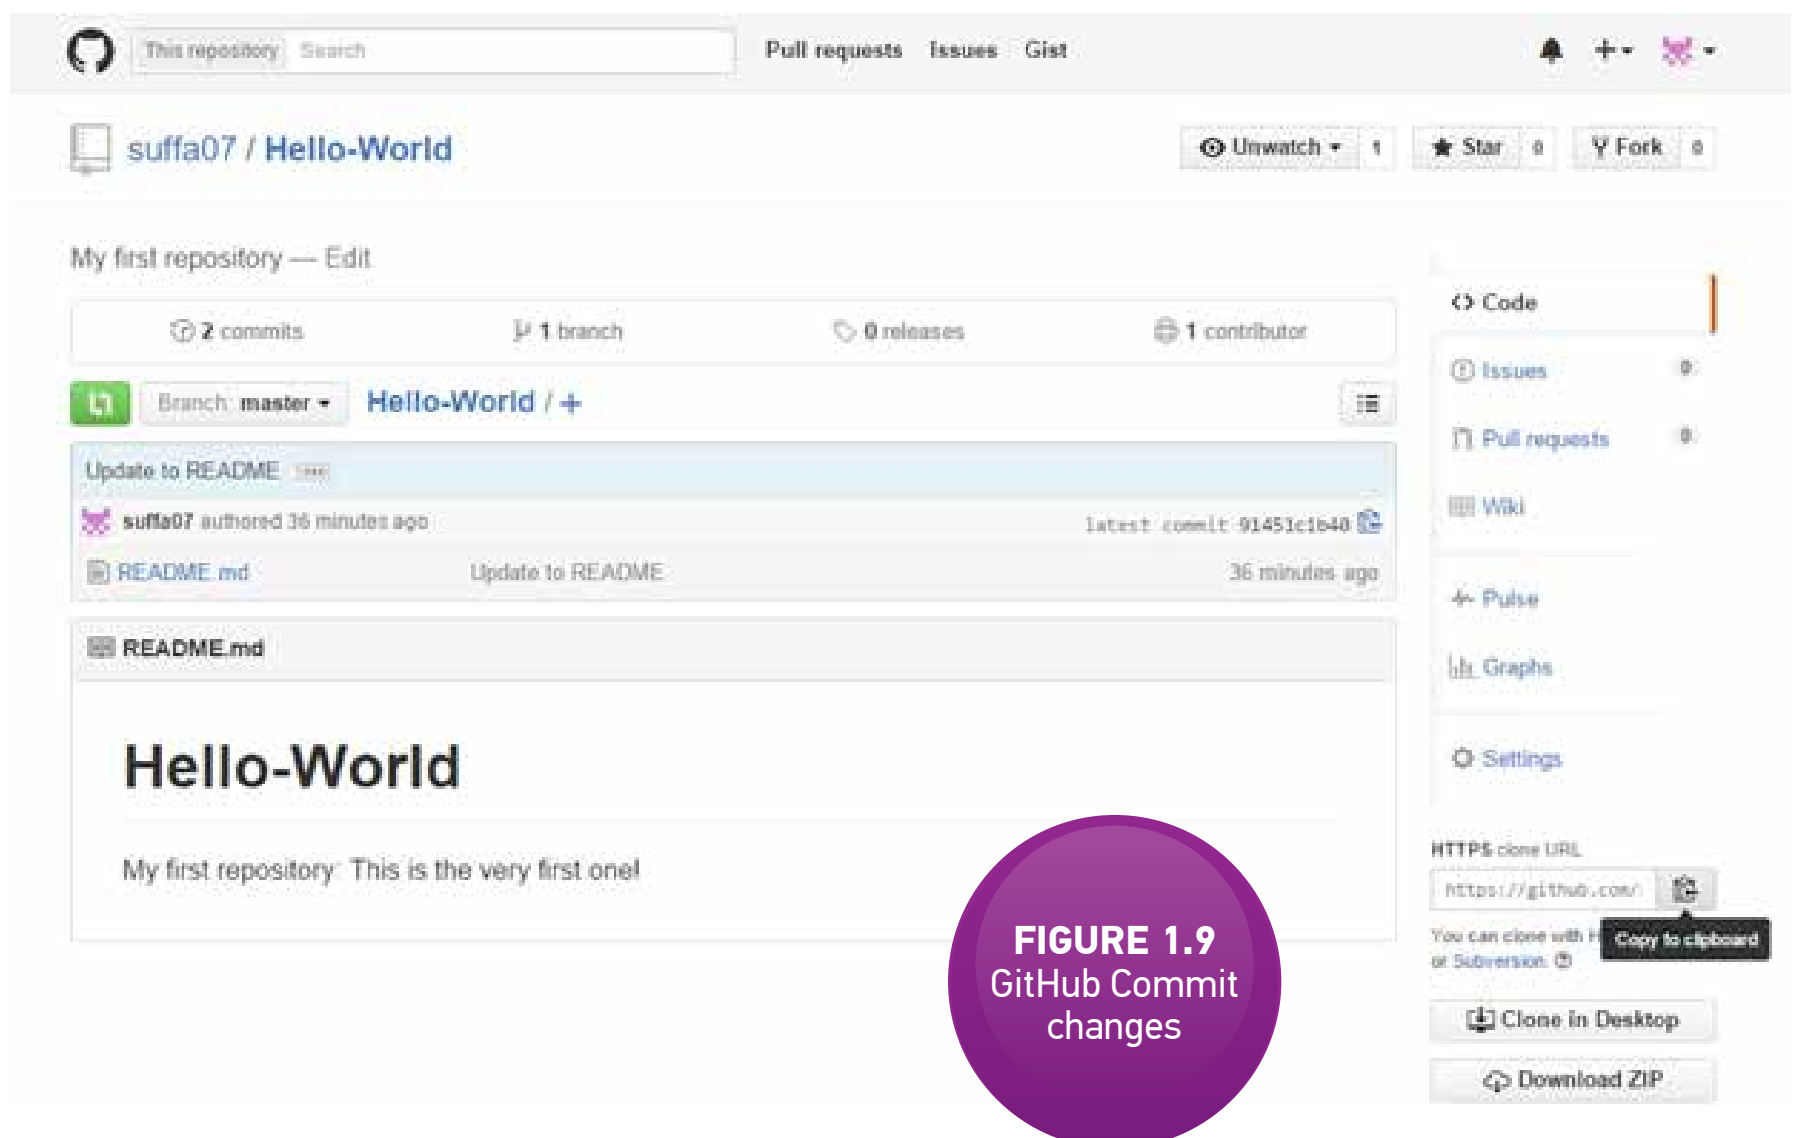 This repository Search Pull requests Issues Gist
suffa07 / Hello-World Unwatch 1 Star 0 Fork 0
My first repository — Edit
2 commits 1 branch 0 releases 1 contributor
Branch: master Hello-World / +
Update to README
suffa07 authored 36 minutes ago latest commit 91451c1b40
README.md Update to README 36 minutes ago
README.md
Hello-World
My first repository: This is the very first one!
Code
Issues 0
Pull requests 0
Wiki
Pulse
Graphs
Settings
HTTPS clone URL
https://github.com/
You can clone with
Copy to clipboard
or Subversion.
Clone in Desktop
Download ZIP
FIGURE 1.9
GitHub Commit
changes